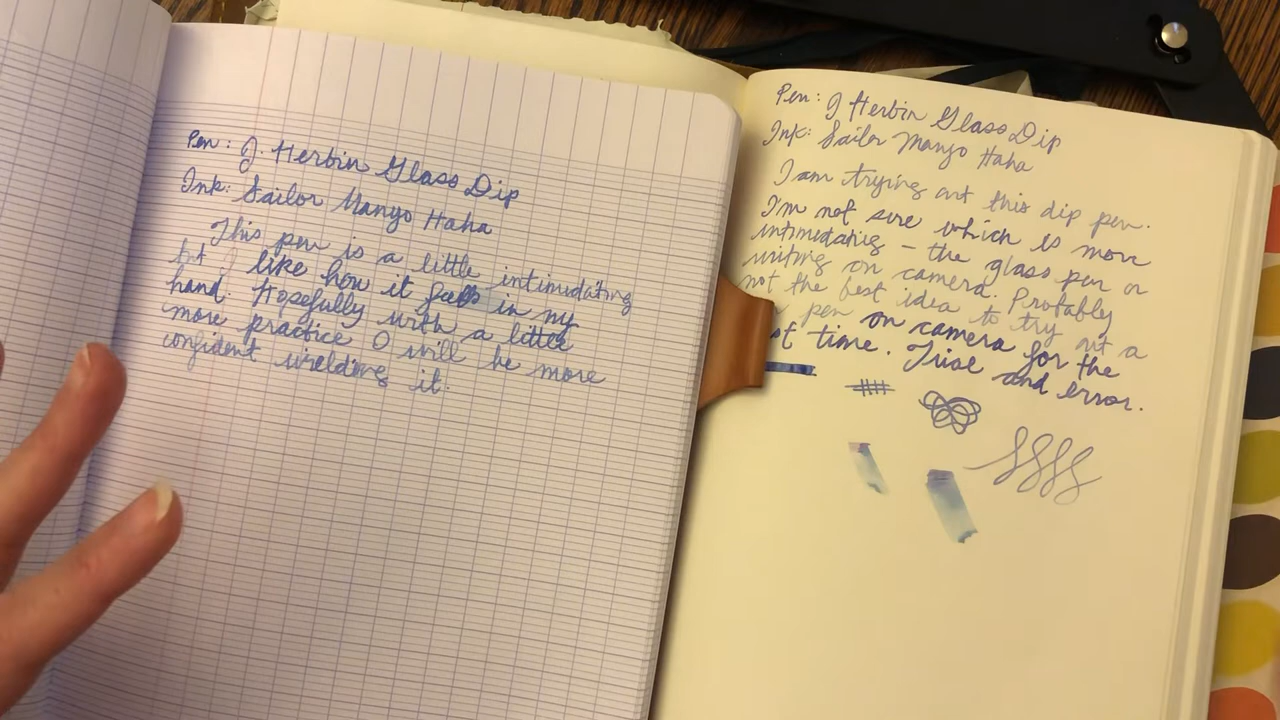 Pen: J Herbin Glass Dip
Ink: Sailor Manyo Haha
This pen is a little intimidating
but I like how it feels in my
hand. Hopefully with a little
more practice I will be more
confident wielding it.
Pen: J Herbin Glass Dip
Ink: Sailor Manyo Haha
I am trying out this dip pen.
I'm not sure which is more
intimidating - the glass pen or
writing on camera. Probably
not the best idea to try out a
pen on camera for the
time. Trial and error.